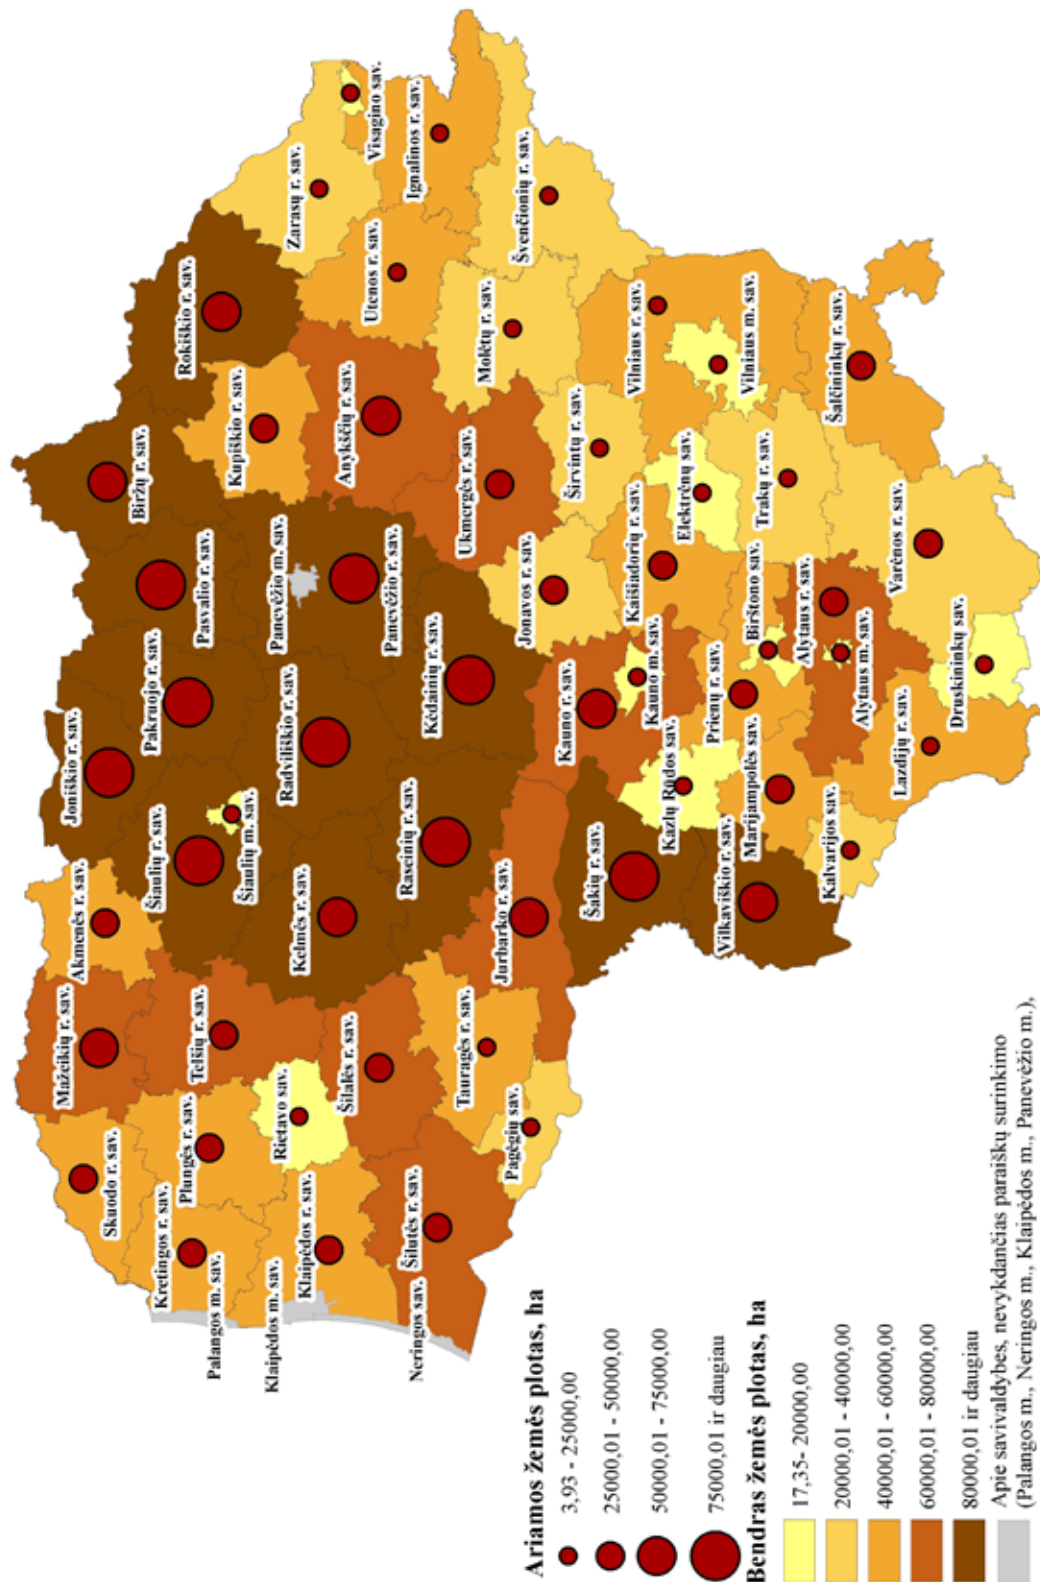 Skuodo r. sav.
Mažeikių r. sav.
Akmenės r. sav.
Joniškio r. sav.
Pakruojo r. sav.
Pasvalio r. sav.
Biržų r. sav.
Rokiškio r. sav.
Kretingos r. sav.
Palangos m. sav.
Plungės r. sav.
Telšių r. sav.
Šiaulių r. sav.
Šiaulių m. sav.
Radviliškio r. sav.
Panevėžio m. sav.
Panevėžio r. sav.
Kupiškio r. sav.
Zarasų r. sav.
Visagino sav.
Klaipėdos m. sav.
Klaipėdos r. sav.
Rietavo sav.
Kelmės r. sav.
Anykščių r. sav.
Utenos r. sav.
Ignalinos r. sav.
Neringos sav.
Šilutės r. sav.
Šilalės r. sav.
Tauragės r. sav.
Pagėgių sav.
Raseinių r. sav.
Kėdainių r. sav.
Ukmergės r. sav.
Molėtų r. sav.
Švenčionių r. sav.
Jurbarko r. sav.
Kauno r. sav.
Kauno m. sav.
Jonavos r. sav.
Širvintų r. sav.
Vilniaus r. sav.
Vilniaus m. sav.
Šakių r. sav.
Kazlų Rūdos sav.
Prienų r. sav.
Birštono sav.
Kaišiadorių r. sav.
Elektrėnų sav.
Trakų r. sav.
Šalčininkų r. sav.
Vilkaviškio r. sav.
Marijampolės sav.
Kalvarijos sav.
Alytaus r. sav.
Alytaus m. sav.
Lazdijų r. sav.
Druskininkų sav.
Varėnos r. sav.
Ariamos žemės plotas, ha
3,93 - 25000,00
25000,01 - 50000,00
50000,01 - 75000,00
75000,01 ir daugiau
Bendras žemės plotas, ha
17,35- 20000,00
20000,01 - 40000,00
40000,01 - 60000,00
60000,01 - 80000,00
80000,01 ir daugiau
Apie savivaldybes, nevykdančias paraiškų surinkimo
(Palangos m., Neringos m., Klaipėdos m., Panevėžio m.),